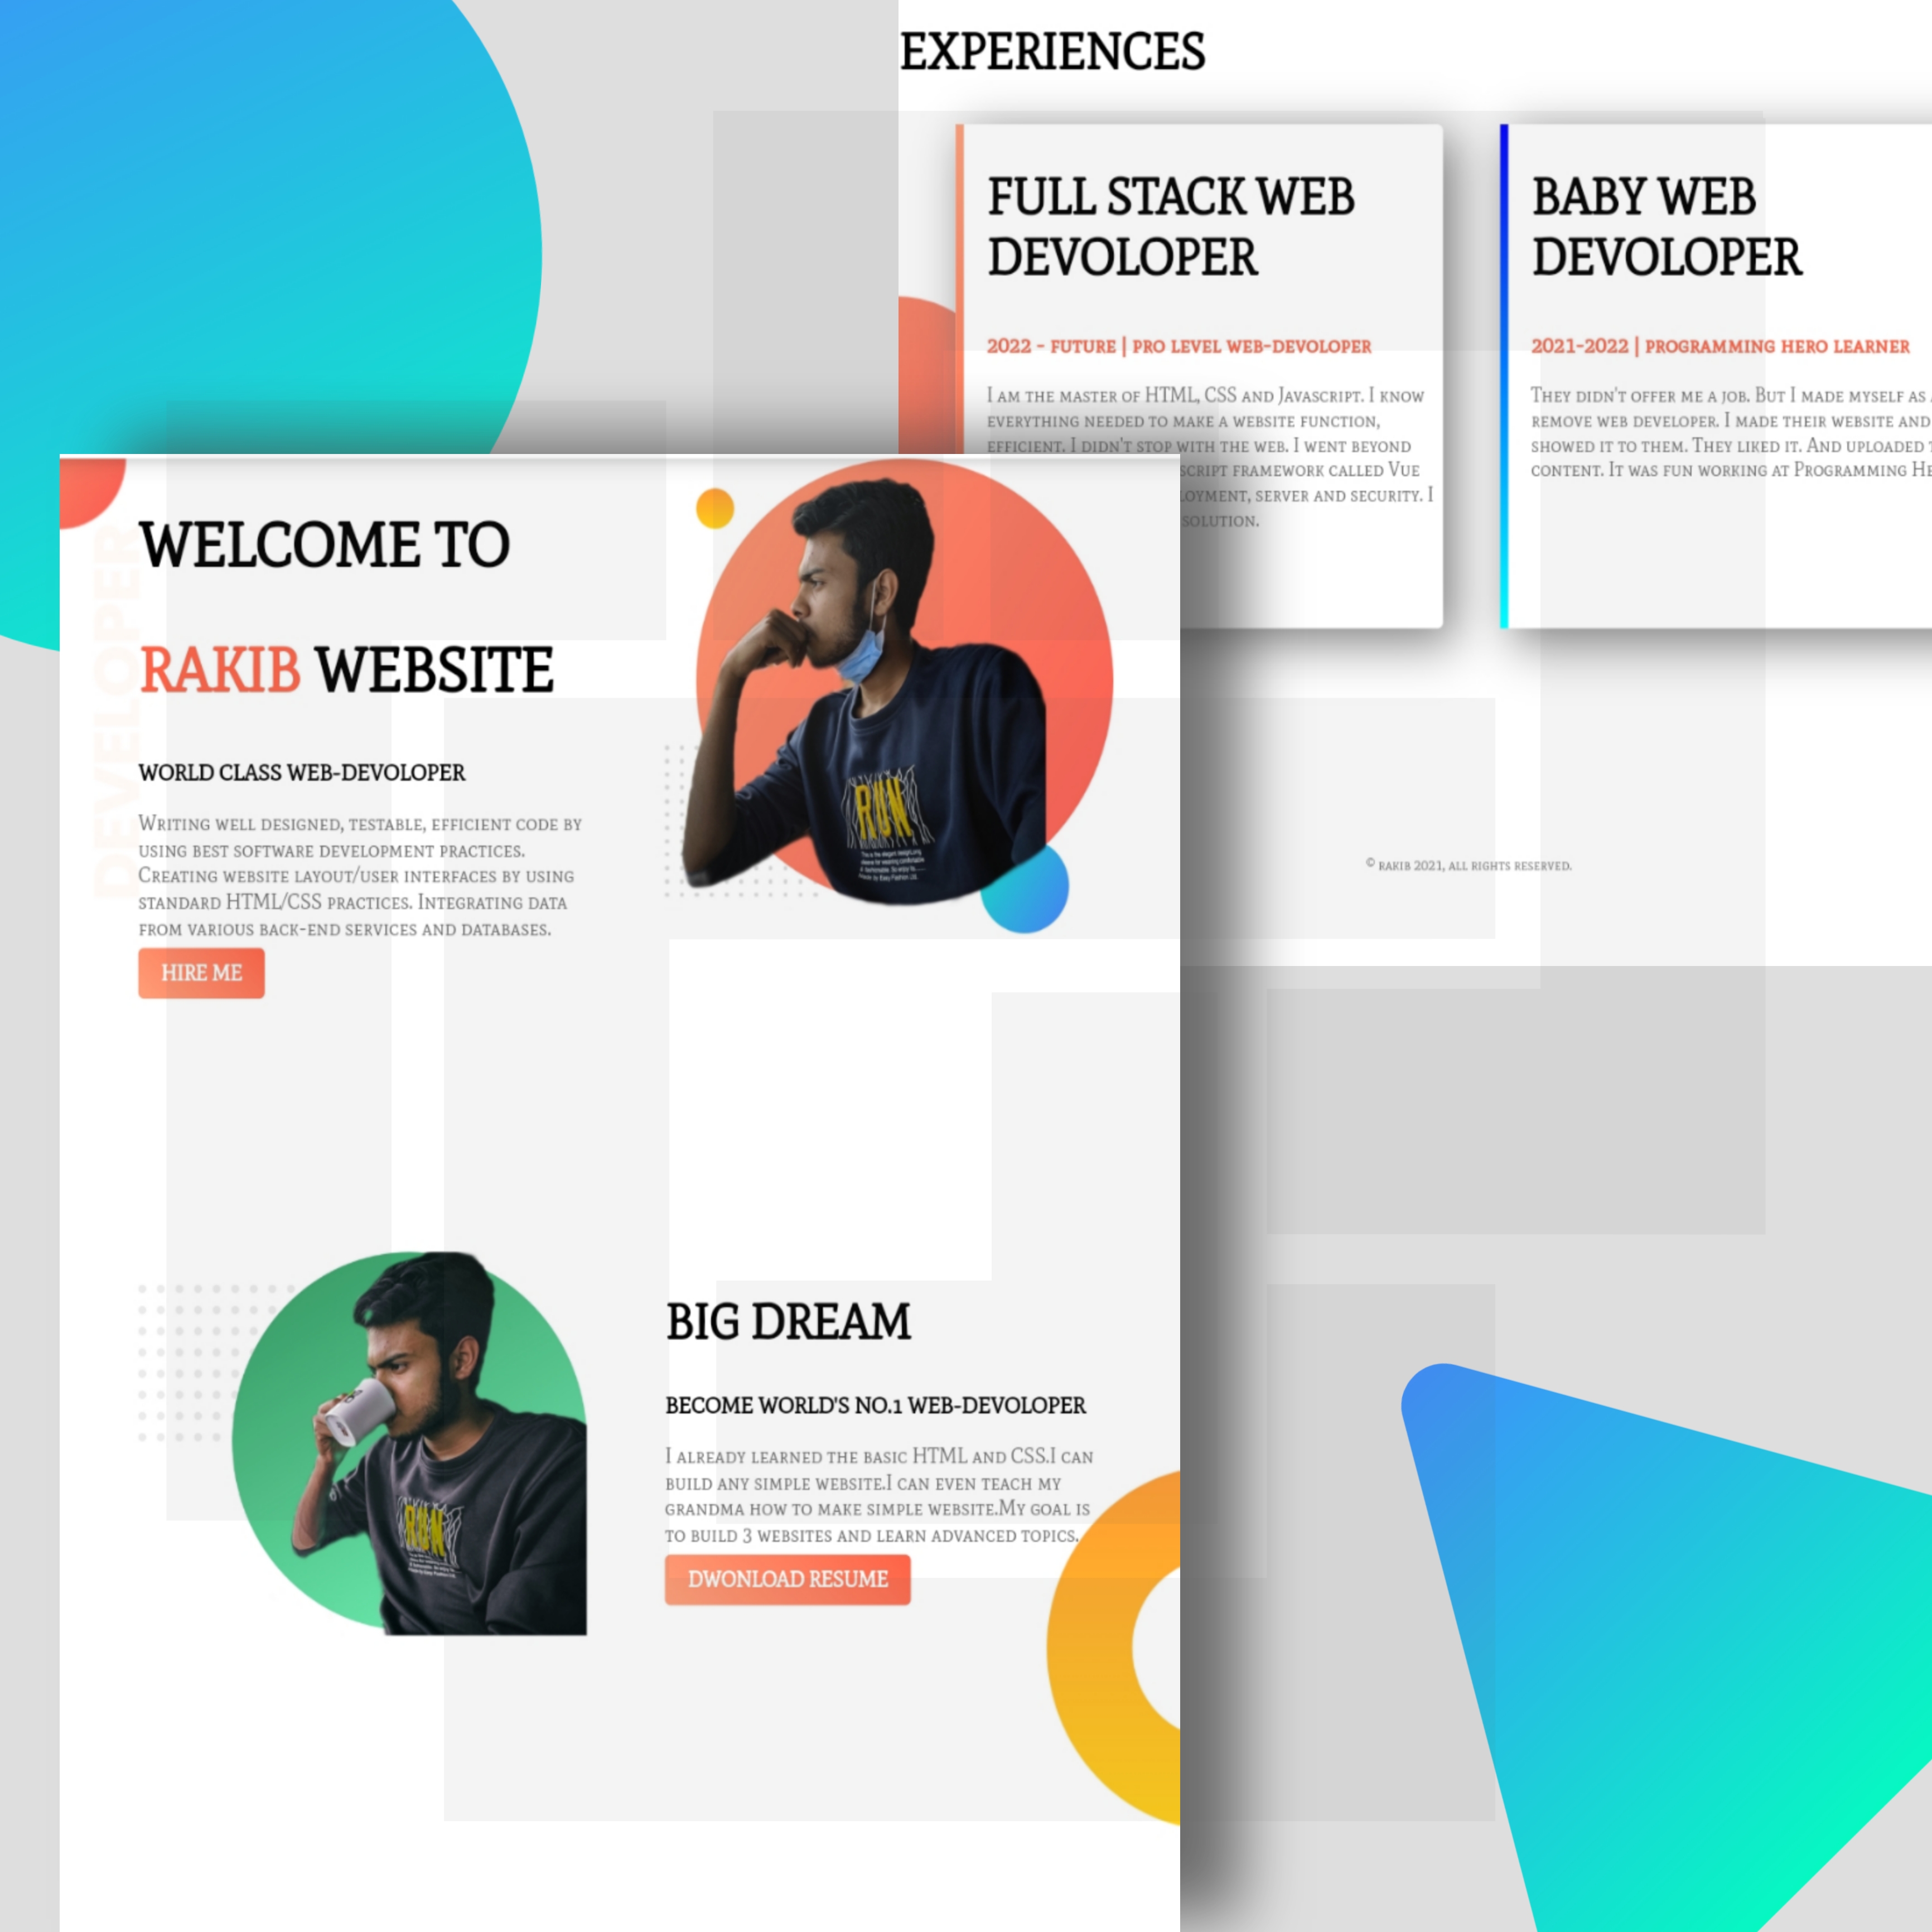 EXPERIENCES
FULL STACK WEB
DEVOLOPER
2022 - FUTURE | PRO LEVEL WEB-DEVOLOPER
I AM THE MASTER OF HTML, CSS AND JAVASCRIPT. I KNOW
EVERYTHING NEEDED TO MAKE A WEBSITE FUNCTION,
EFFICIENT. I DIDN'T STOP WITH THE WEB. I WENT BEYOND
SCRIPT FRAMEWORK CALLED VUE
LOYMENT, SERVER AND SECURITY. I
SOLUTION.
BABY WEB
DEVOLOPER
2021-2022 | PROGRAMMING HERO LEARNER
THEY DIDN'T OFFER ME A JOB. BUT I MADE MYSELF AS
REMOVE WEB DEVELOPER. I MADE THEIR WEBSITE AND
SHOWED IT TO THEM. THEY LIKED IT. AND UPLOADED
CONTENT. IT WAS FUN WORKING AT PROGRAMMING HE
© RAKIB 2021, ALL RIGHTS RESERVED.
DEVELOPER
WELCOME TO
RAKIB WEBSITE
WORLD CLASS WEB-DEVOLOPER
WRITING WELL DESIGNED, TESTABLE, EFFICIENT CODE BY
USING BEST SOFTWARE DEVELOPMENT PRACTICES.
CREATING WEBSITE LAYOUT/USER INTERFACES BY USING
STANDARD HTML/CSS PRACTICES. INTEGRATING DATA
FROM VARIOUS BACK-END SERVICES AND DATABASES.
HIRE ME
RUN
BIG DREAM
BECOME WORLD'S NO.1 WEB-DEVOLOPER
I ALREADY LEARNED THE BASIC HTML AND CSS.I CAN
BUILD ANY SIMPLE WEBSITE.I CAN EVEN TEACH MY
GRANDMA HOW TO MAKE SIMPLE WEBSITE.MY GOAL IS
TO BUILD 3 WEBSITES AND LEARN ADVANCED TOPICS.
DWONLOAD RESUME
RUN